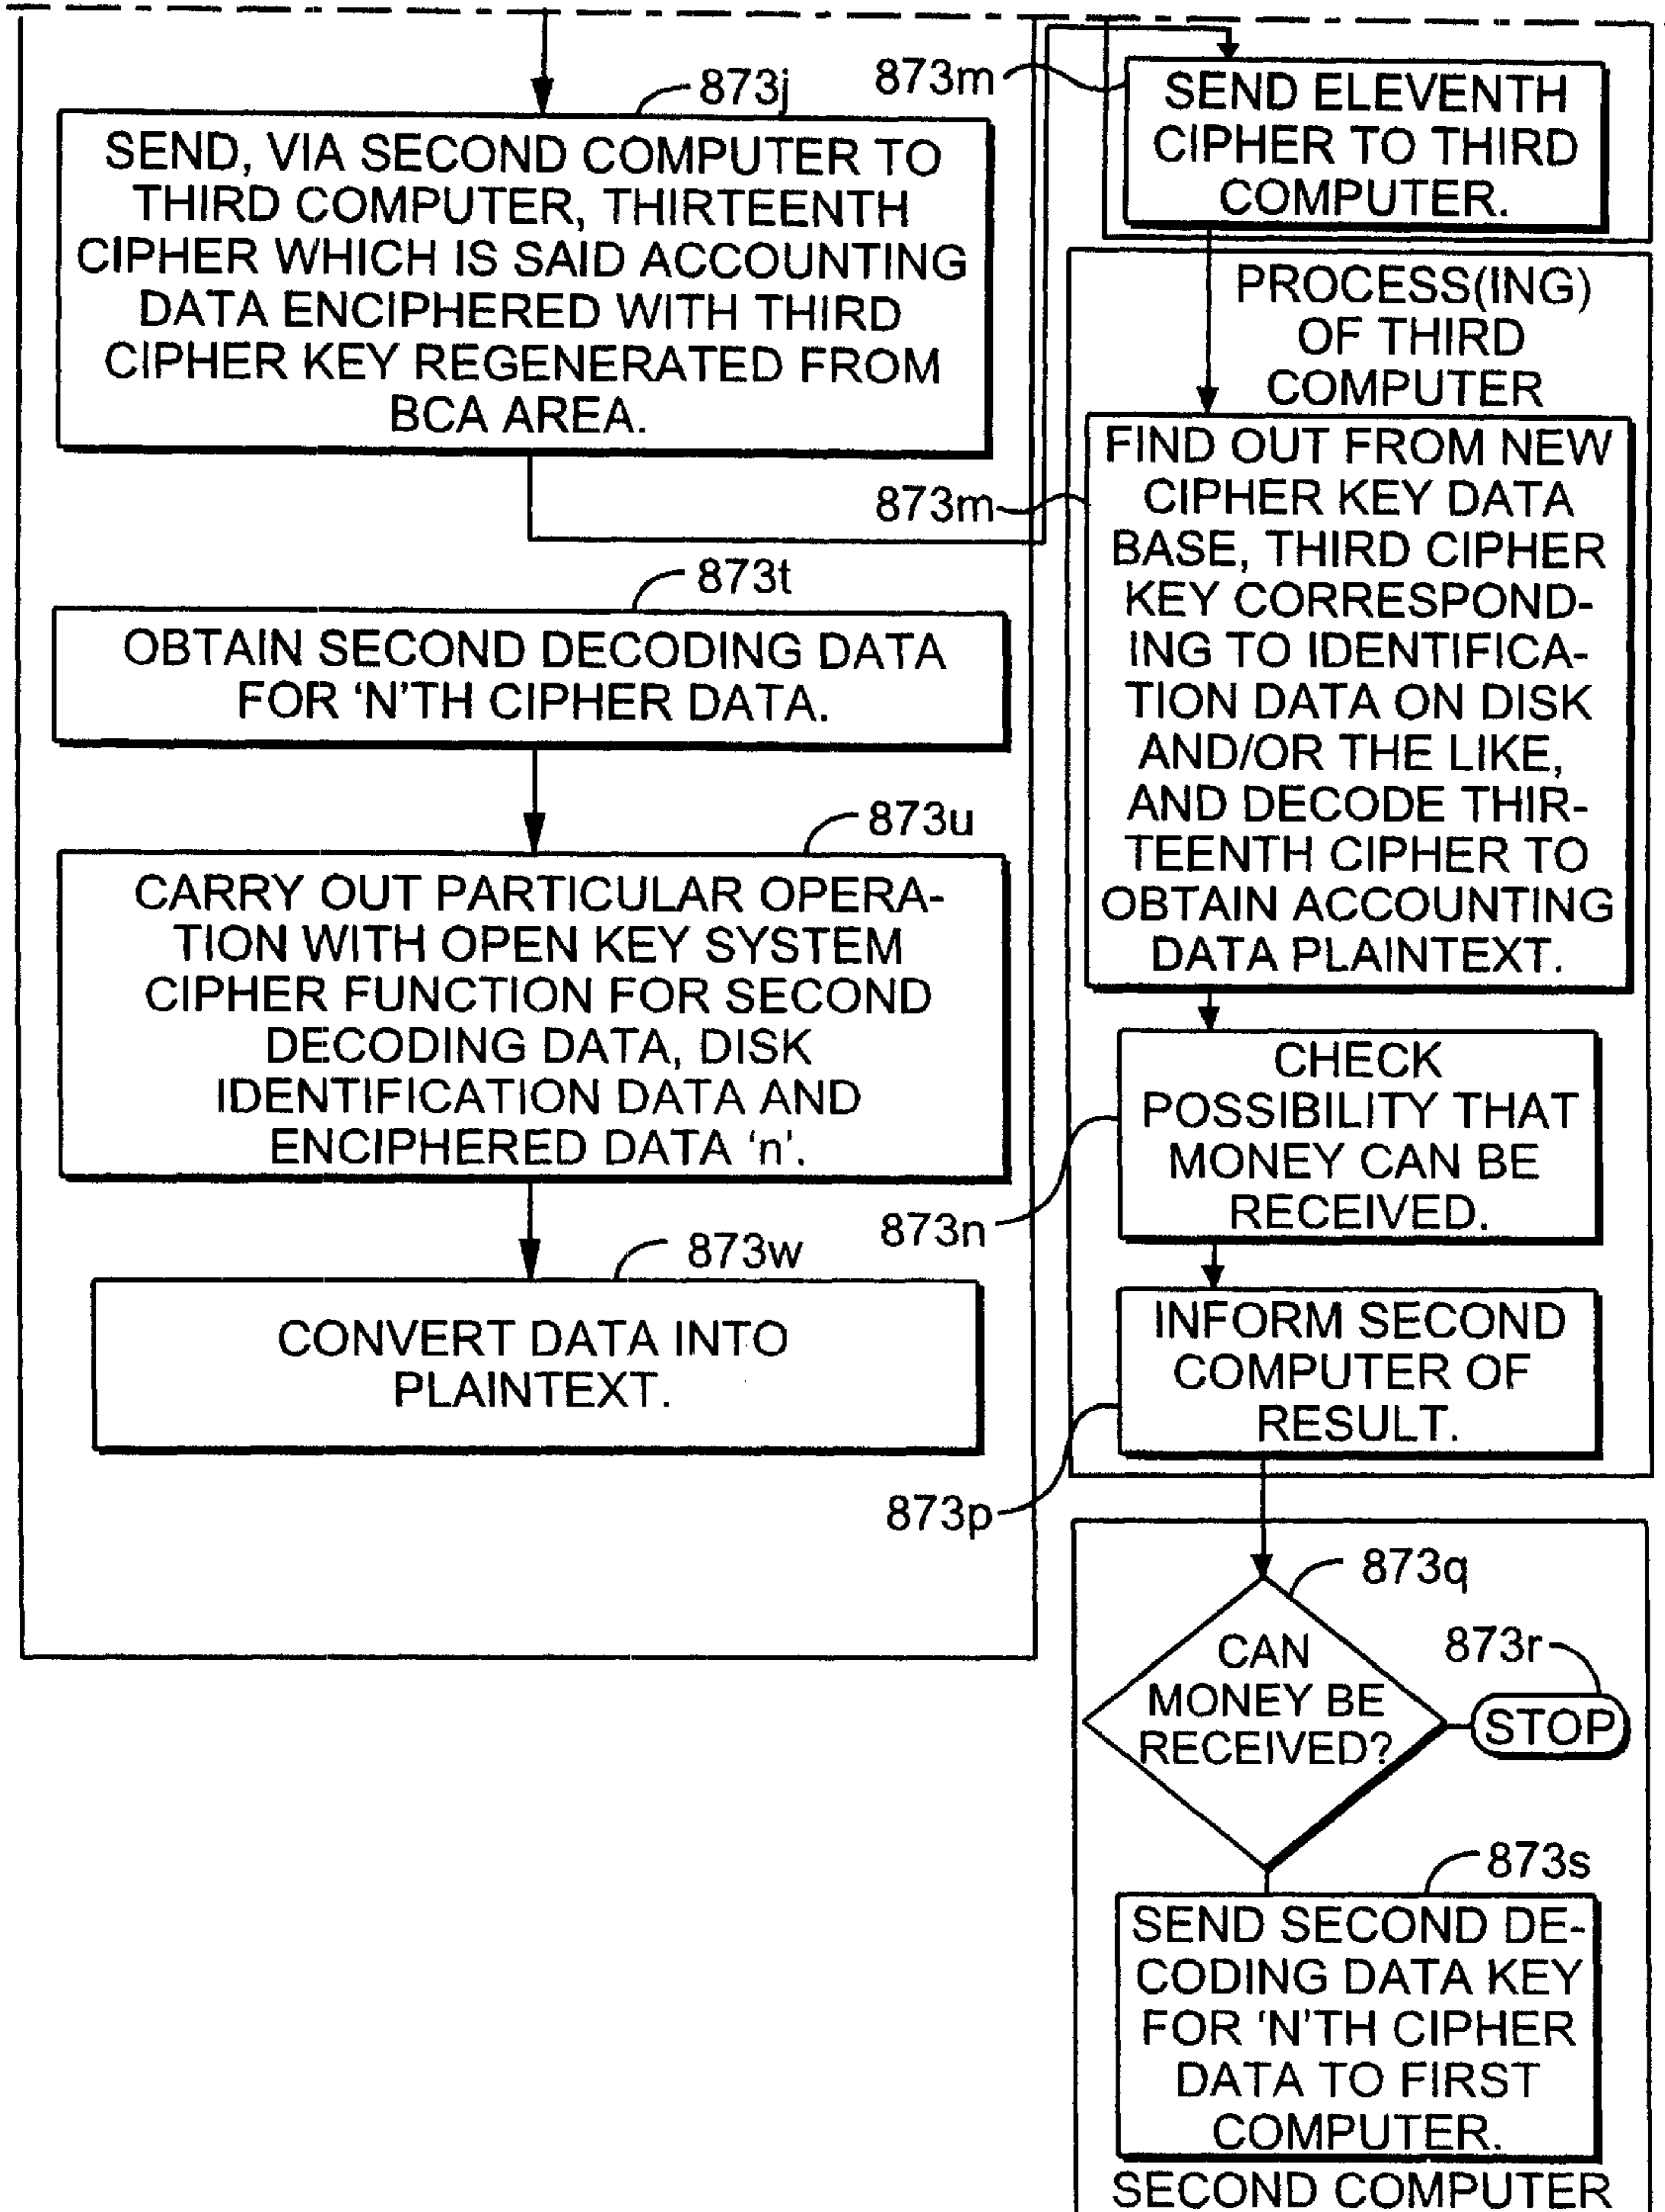 873j
SEND, VIA SECOND COMPUTER TO
THIRD COMPUTER, THIRTEENTH
CIPHER WHICH IS SAID ACCOUNTING
DATA ENCIPHERED WITH THIRD
CIPHER KEY REGENERATED FROM
BCA AREA.
873t
OBTAIN SECOND DECODING DATA
FOR ‘N’TH CIPHER DATA.
873u
CARRY OUT PARTICULAR OPERA-
TION WITH OPEN KEY SYSTEM
CIPHER FUNCTION FOR SECOND
DECODING DATA, DISK
IDENTIFICATION DATA AND
ENCIPHERED DATA ‘n’.
873w
CONVERT DATA INTO
PLAINTEXT.
873m
SEND ELEVENTH
CIPHER TO THIRD
COMPUTER.
PROCESS(ING)
OF THIRD
COMPUTER
873m
FIND OUT FROM NEW
CIPHER KEY DATA
BASE, THIRD CIPHER
KEY CORRESPOND-
ING TO IDENTIFICA-
TION DATA ON DISK
AND/OR THE LIKE,
AND DECODE THIR-
TEENTH CIPHER TO
OBTAIN ACCOUNTING
DATA PLAINTEXT.
873n
CHECK
POSSIBILITY THAT
MONEY CAN BE
RECEIVED.
873p
INFORM SECOND
COMPUTER OF
RESULT.
873q
CAN
MONEY BE
RECEIVED?
873r
STOP
873s
SEND SECOND DE-
CODING DATA KEY
FOR ‘N’TH CIPHER
DATA TO FIRST
COMPUTER.
SECOND COMPUTER